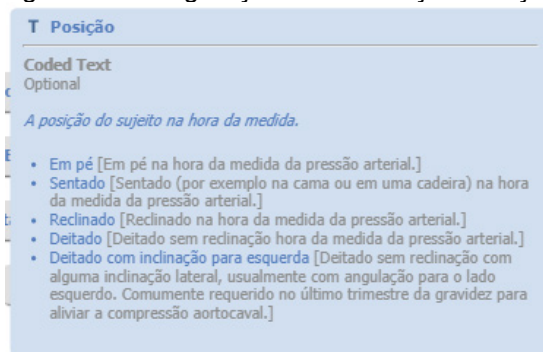 T Posição
Coded Text
Optional
A posição do sujeito na hora da medida.
• Em pé [Em pé na hora da medida da pressão arterial.]
• Sentado [Sentado (por exemplo na cama ou em uma cadeira) na hora
da medida da pressão arterial.]
• Reclinado [Reclinado na hora da medida da pressão arterial.]
• Deitado [Deitado sem reclinação hora da medida da pressão arterial.]
• Deitado com inclinação para esquerda [Deitado sem reclinação com
alguma inclinação lateral, usualmente com angulação para o lado
esquerdo. Comumente requerido no último trimestre da gravidez para
aliviar a compressão aortocaval.]